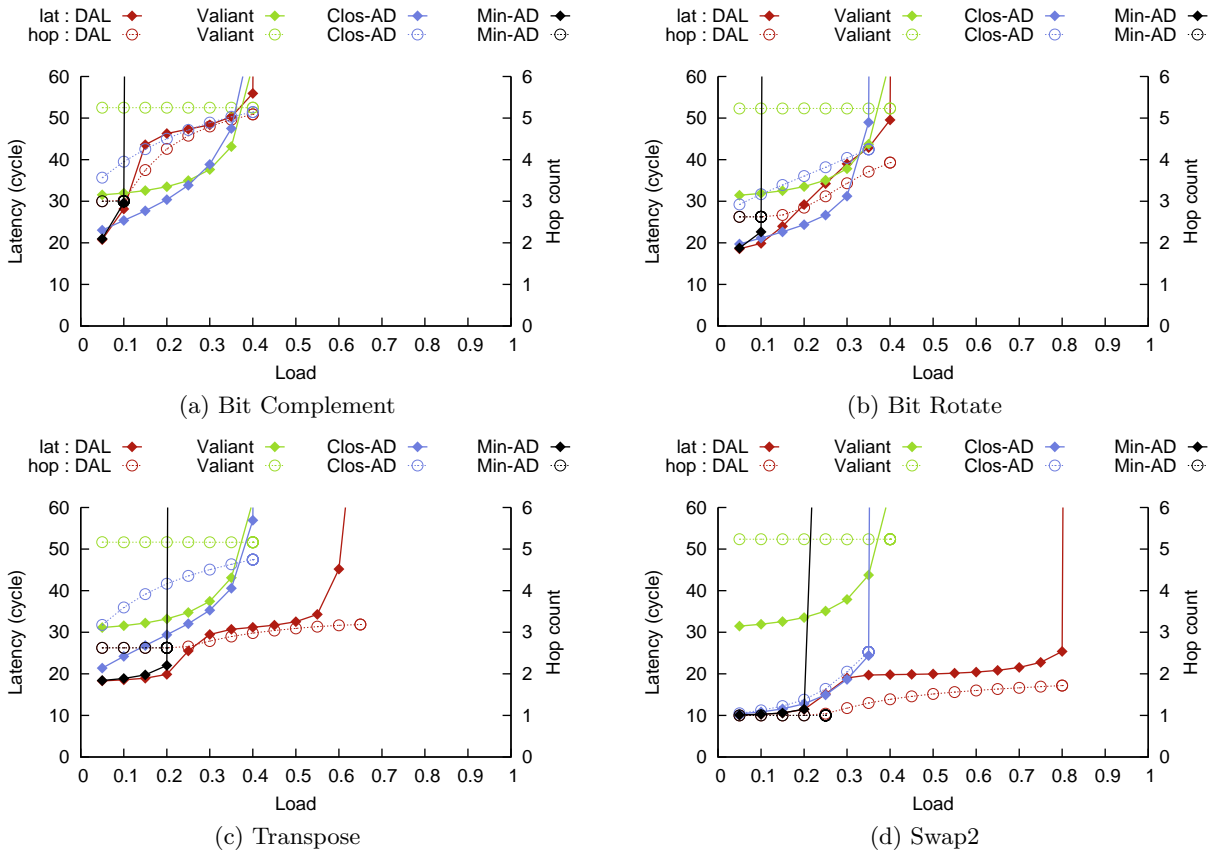 lat : DAL Valiant Clos-AD Min-AD
hop : DAL Valiant Clos-AD Min-AD
60
50
40
30
20
10
0
Latency (cycle)
6
5
4
3
2
1
0
Hop count
0 0.1 0.2 0.3 0.4 0.5 0.6 0.7 0.8 0.9 1
Load
(a) Bit Complement
lat : DAL Valiant Clos-AD Min-AD
hop : DAL Valiant Clos-AD Min-AD
60
50
40
30
20
10
0
Latency (cycle)
6
5
4
3
2
1
0
Hop count
0 0.1 0.2 0.3 0.4 0.5 0.6 0.7 0.8 0.9 1
Load
(b) Bit Rotate
lat : DAL Valiant Clos-AD Min-AD
hop : DAL Valiant Clos-AD Min-AD
60
50
40
30
20
10
0
Latency (cycle)
6
5
4
3
2
1
0
Hop count
0 0.1 0.2 0.3 0.4 0.5 0.6 0.7 0.8 0.9 1
Load
(c) Transpose
lat : DAL Valiant Clos-AD Min-AD
hop : DAL Valiant Clos-AD Min-AD
60
50
40
30
20
10
0
Latency (cycle)
6
5
4
3
2
1
0
Hop count
0 0.1 0.2 0.3 0.4 0.5 0.6 0.7 0.8 0.9 1
Load
(d) Swap2